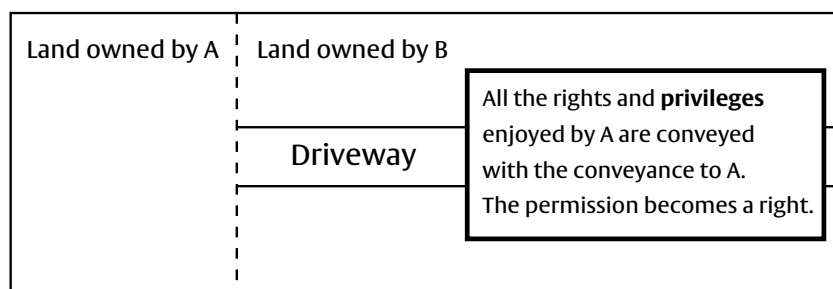 Land owned by A
Land owned by B
All the rights and privileges
enjoyed by A are conveyed
with the conveyance to A.
The permission becomes a right.
Driveway